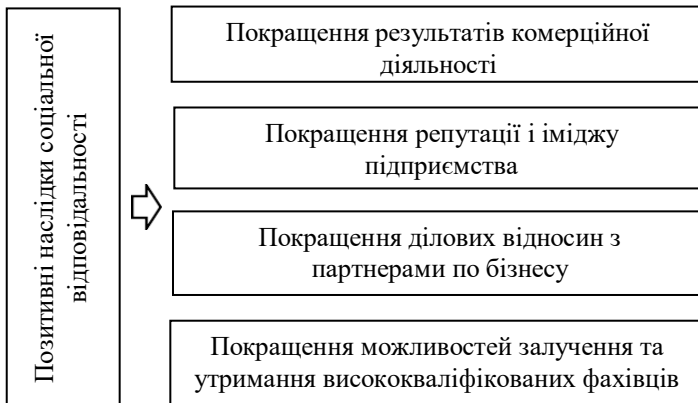 Позитивні наслідки соціальної
відповідальності
Покращення результатів комерційної
діяльності
Покращення репутації і іміджу
підприємства
Покращення ділових відносин з
партнерами по бізнесу
Покращення можливостей залучення та
утримання висококваліфікованих фахівців